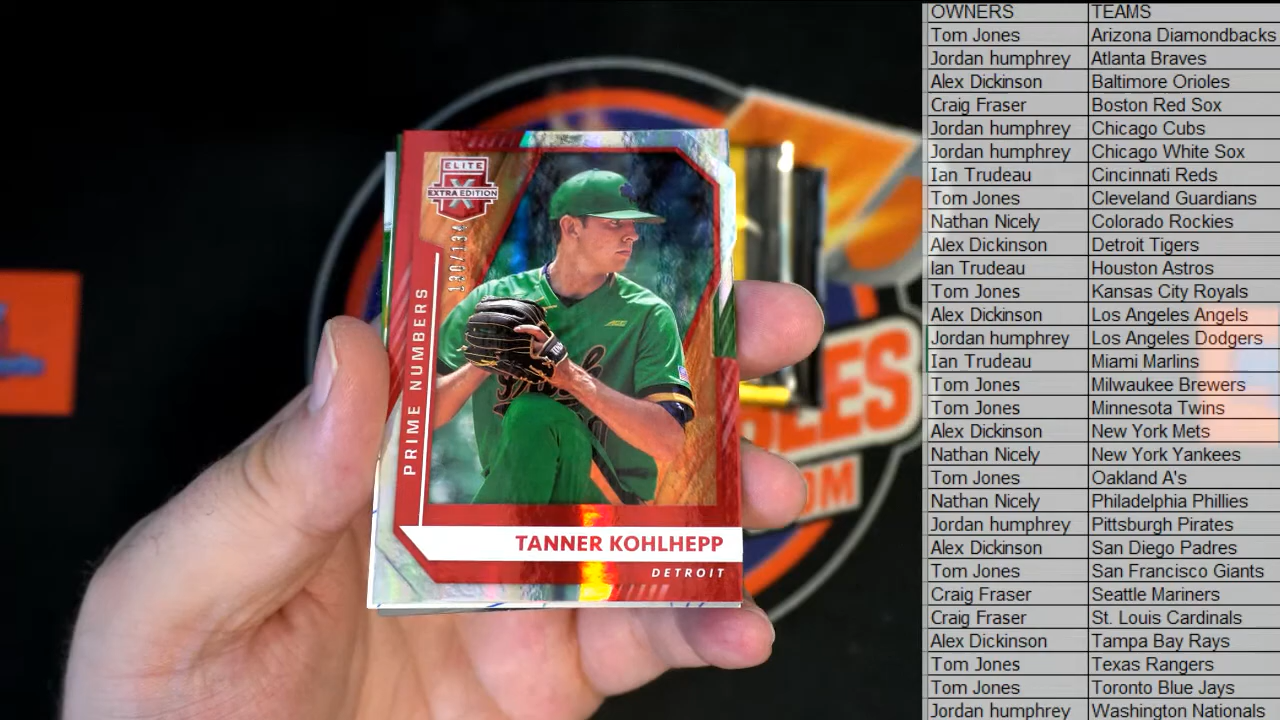 ELITE
X
EXTRA EDITION
130/134
PRIME NUMBERS
TANNER KOHLHEPP
DETROIT
OWNERS TEAMS
Tom Jones Arizona Diamondbacks
Jordan humphrey Atlanta Braves
Alex Dickinson Baltimore Orioles
Craig Fraser Boston Red Sox
Jordan humphrey Chicago Cubs
Jordan humphrey Chicago White Sox
Ian Trudeau Cincinnati Reds
Tom Jones Cleveland Guardians
Nathan Nicely Colorado Rockies
Alex Dickinson Detroit Tigers
Ian Trudeau Houston Astros
Tom Jones Kansas City Royals
Alex Dickinson Los Angeles Angels
Jordan humphrey Los Angeles Dodgers
Ian Trudeau Miami Marlins
Tom Jones Milwaukee Brewers
Tom Jones Minnesota Twins
Alex Dickinson New York Mets
Nathan Nicely New York Yankees
Tom Jones Oakland A's
Nathan Nicely Philadelphia Phillies
Jordan humphrey Pittsburgh Pirates
Alex Dickinson San Diego Padres
Tom Jones San Francisco Giants
Craig Fraser Seattle Mariners
Craig Fraser St. Louis Cardinals
Alex Dickinson Tampa Bay Rays
Tom Jones Texas Rangers
Tom Jones Toronto Blue Jays
Jordan humphrey Washington Nationals